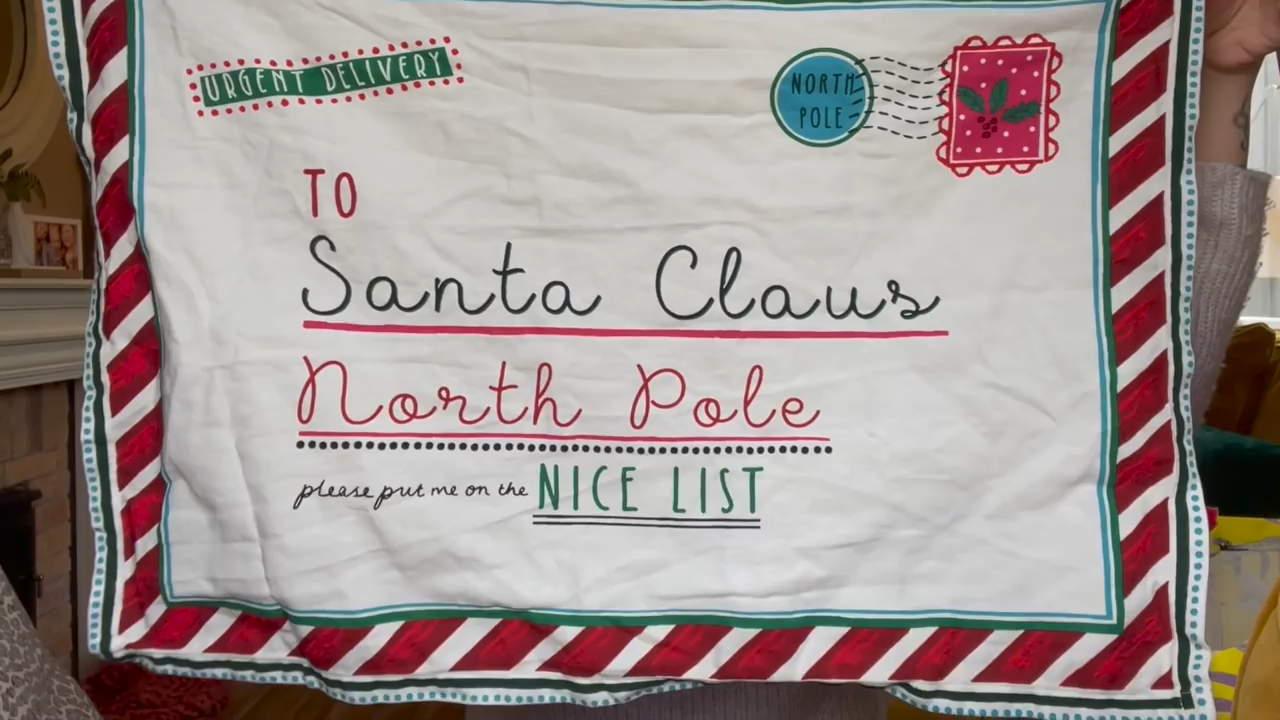 URGENT DELIVERY
NORTH
POLE
TO
Santa Claus
North Pole
please put me on the NICE LIST